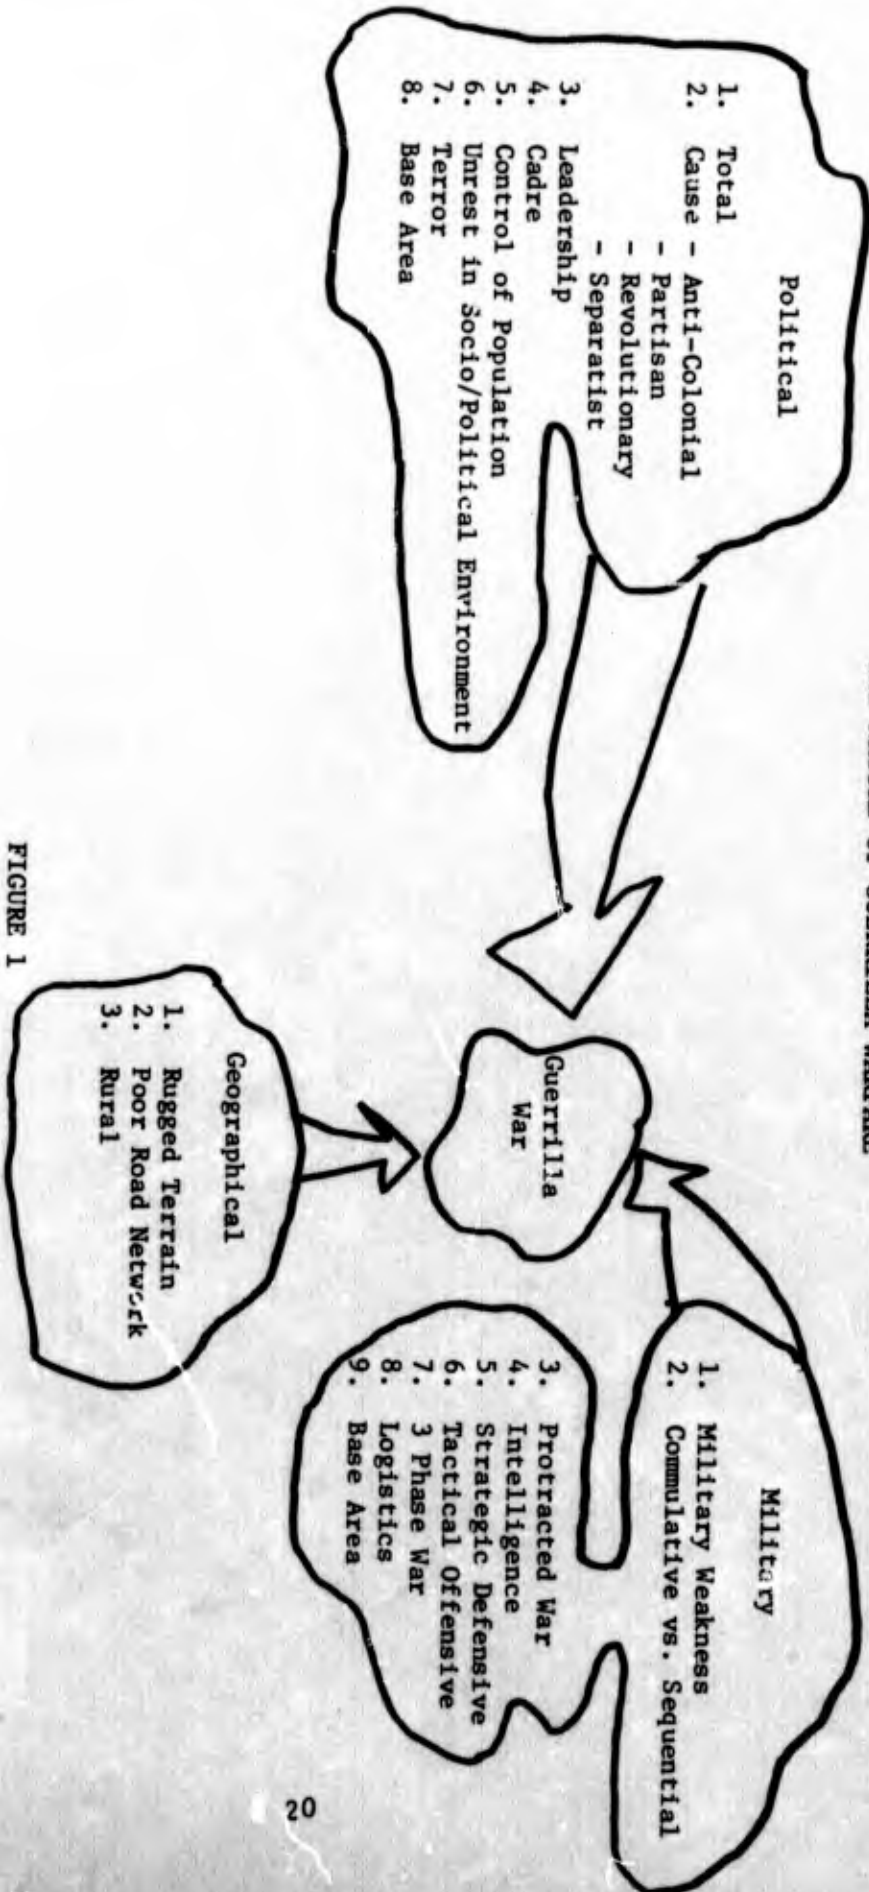 OF GUERRILLA WARFARE
Political
1. Total
2. Cause - Anti-Colonial
- Partisan
- Revolutionary
- Separatist
3. Leadership
4. Cadre
5. Control of Population
6. Unrest in Socio/Political Environment
7. Terror
8. Base Area
Guerrilla
War
Military
1. Military Weakness
2. Commulative vs. Sequential
3. Protracted War
4. Intelligence
5. Strategic Defensive
6. Tactical Offensive
7. 3 Phase War
8. Logistics
9. Base Area
Geographical
1. Rugged Terrain
2. Poor Road Network
3. Rural
FIGURE 1
20